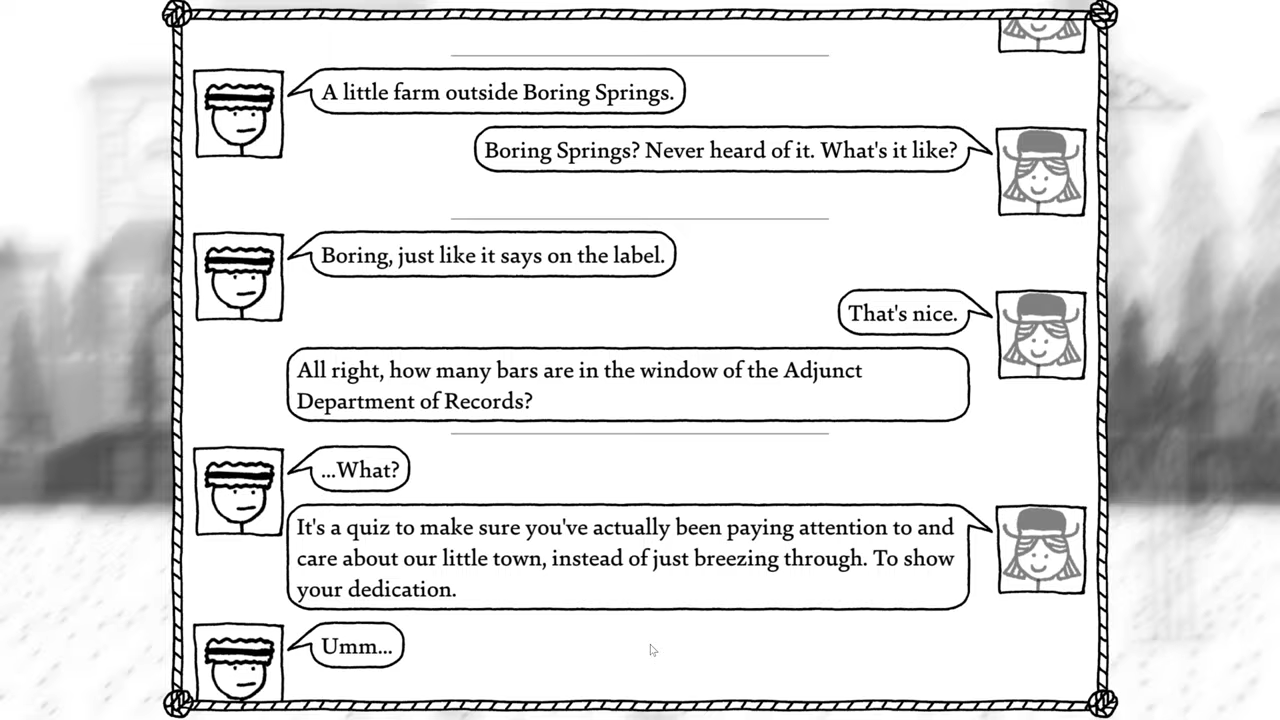 A little farm outside Boring Springs.
Boring Springs? Never heard of it. What's it like?
Boring, just like it says on the label.
That's nice.
All right, how many bars are in the window of the Adjunct
Department of Records?
...What?
It's a quiz to make sure you've actually been paying attention to and
care about our little town, instead of just breezing through. To show
your dedication.
Umm...